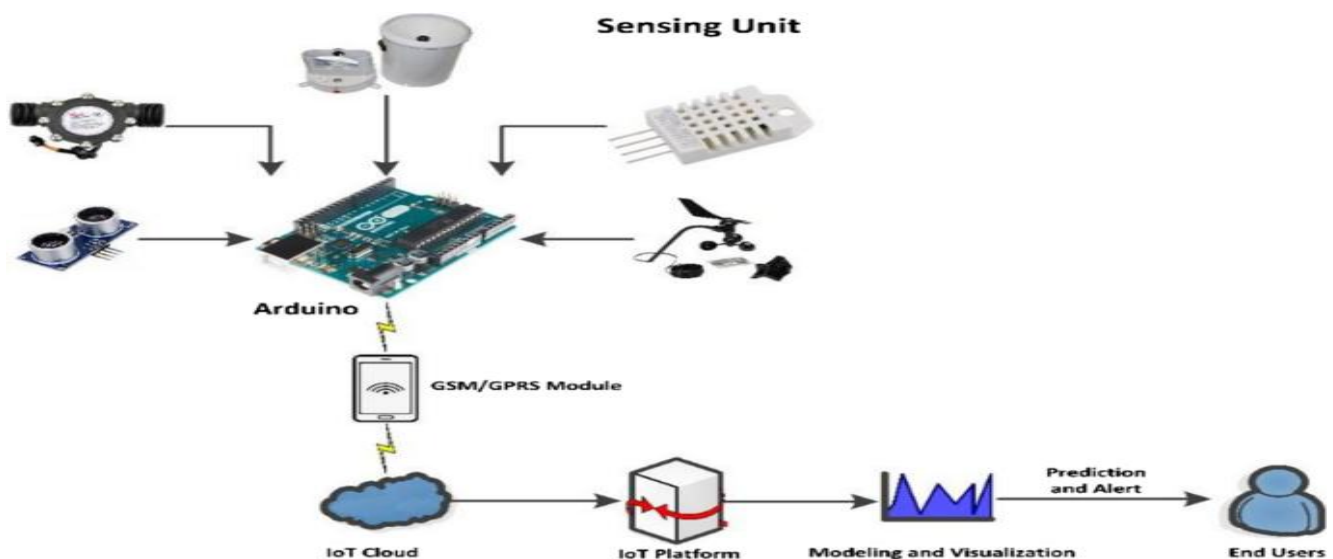 Sensing Unit
Arduino
GSM/GPRS Module
Prediction
and Alert
IoT Cloud
IoT Platform
Modeling and Visualization
End Users